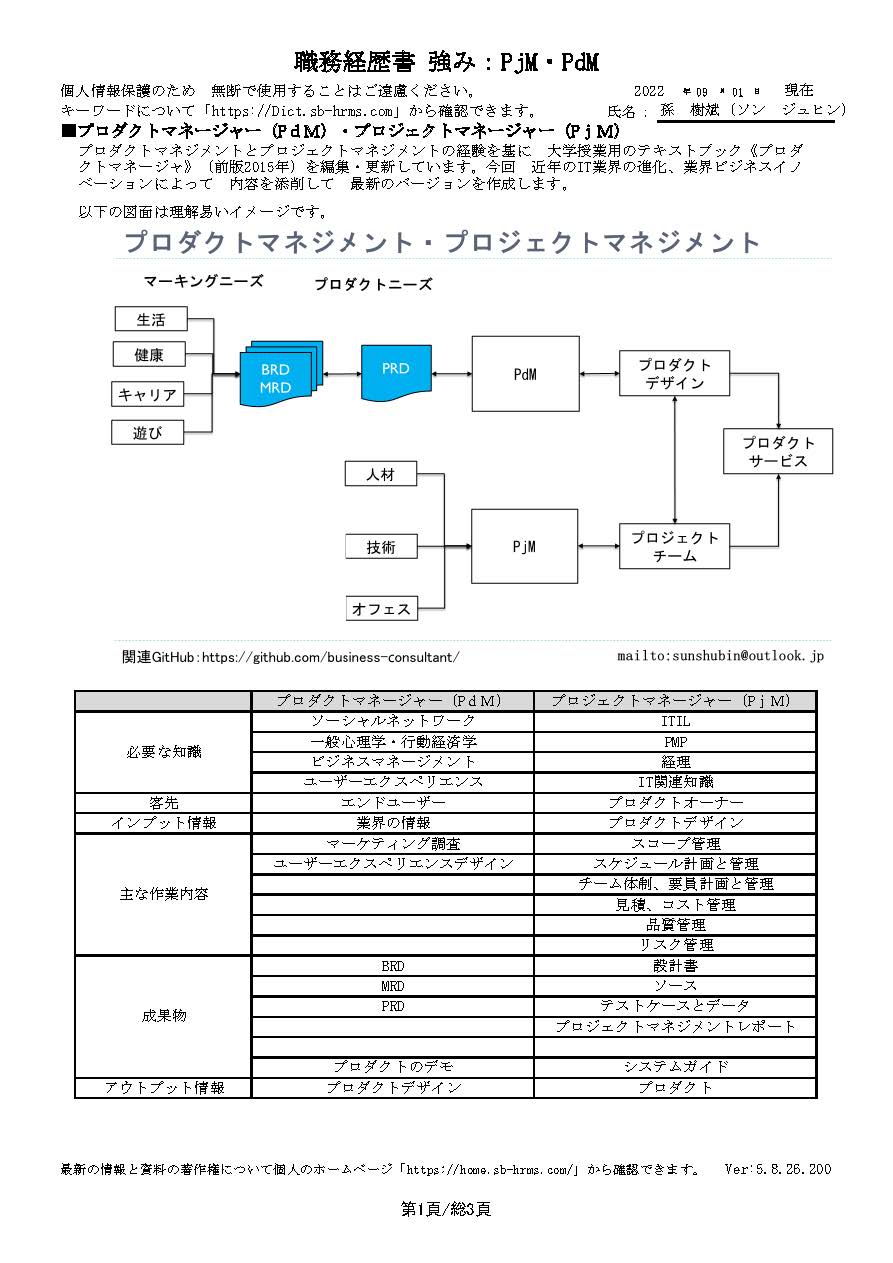 職務経歴書 強み：PjM・PdM
個人情報保護のため　無断で使用することはご遠慮ください。　2022 年 09 月 01 日 現在
キーワードについて「https://Dict.sb-hrms.com」から確認できます。　氏名： 孫　樹斌（ソン　ジュヒン）
■プロダクトマネージャー（PdM）・プロジェクトマネージャー（PjM）
プロダクトマネジメントとプロジェクトマネジメントの経験を基に　大学授業用のテキストブック《プロダ
クトマネージャ》（前版2015年）を編集・更新しています。今回　近年のIT業界の進化、業界ビジネスイノ
ベーションによって　内容を添削して　最新のバージョンを作成します。
以下の図面は理解易いイメージです。
プロダクトマネジメント・プロジェクトマネジメント
マーキングニーズ
プロダクトニーズ
生活
健康
キャリア
遊び
BRD
MRD
PRD
PdM
プロダクト
デザイン
プロダクト
サービス
人材
技術
オフェス
PjM
プロジェクト
チーム
関連GitHub：https://github.com/business-consultant/
mailto:sunshubin@outlook.jp
プロダクトマネージャー（PdM）　プロジェクトマネージャー（PjM）
必要な知識
ソーシャルネットワーク　ITIL
一般心理学・行動経済学　PMP
ビジネスマネージメント　経理
ユーザーエクスペリエンス　IT関連知識
客先　エンドユーザー　プロダクトオーナー
インプット情報　業界の情報　プロダクトデザイン
主な作業内容
マーケティング調査　スコープ管理
ユーザーエクスペリエンスデザイン　スケジュール計画と管理
チーム体制、要員計画と管理
見積、コスト管理
品質管理
リスク管理
成果物
BRD　設計書
MRD　ソース
PRD　テストケースとデータ
プロジェクトマネジメントレポート
プロダクトのデモ　システムガイド
アウトプット情報　プロダクトデザイン　プロダクト
最新の情報と資料の著作権について個人のホームページ「https://home.sb-hrms.com/」から確認できます。　Ver:5.8.26.200
第1頁/総3頁